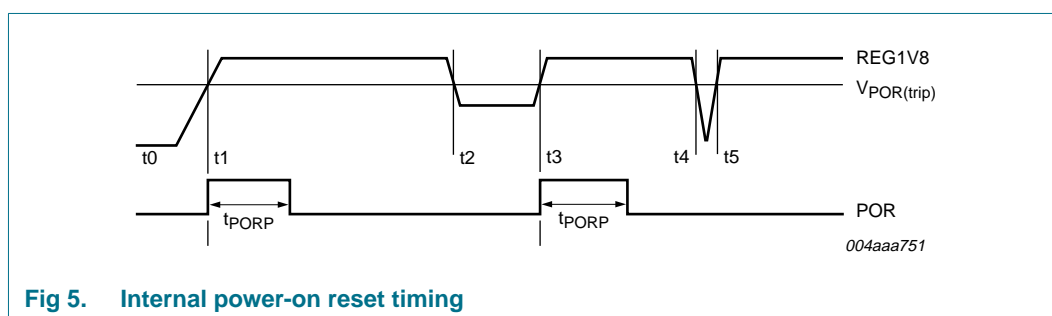 REG1V8
VPOR(trip)
t0 t1 t2 t3 t4 t5
tPORP tPORP
POR
004aaa751
Fig 5. Internal power-on reset timing